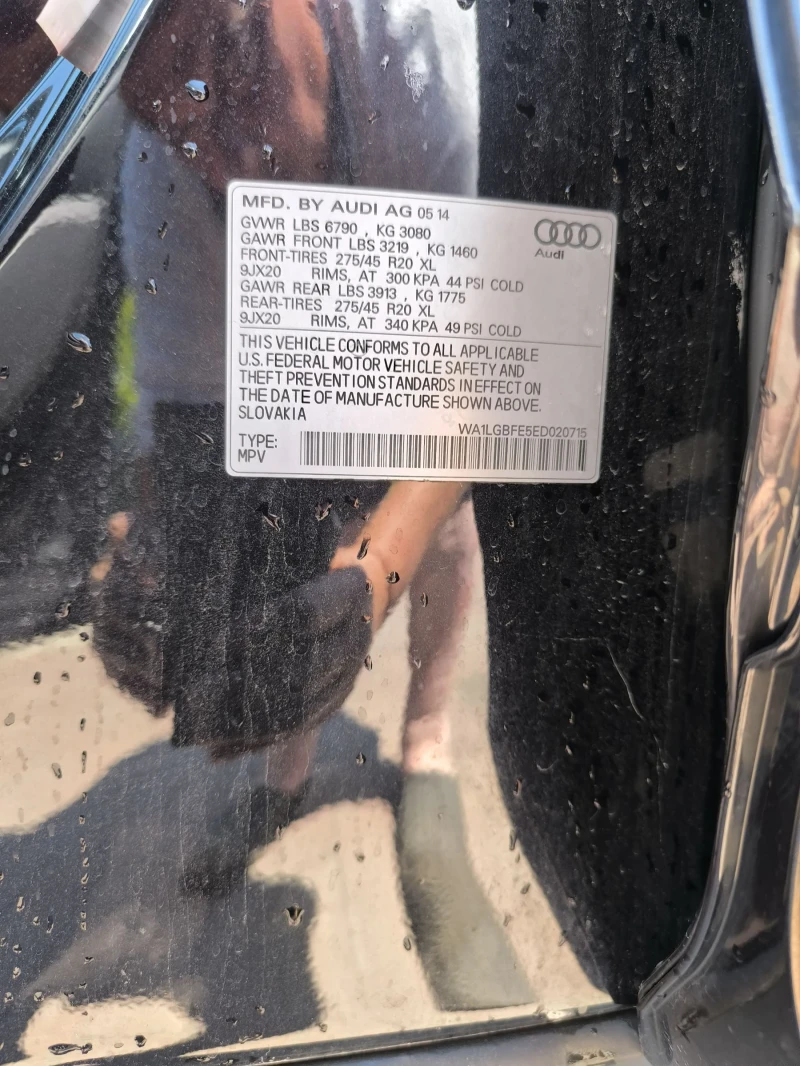 MFD. BY AUDI AG 05 14
GVWR LBS 6790 , KG 3080
GAWR FRONT LBS 3219 , KG 1460
FRONT-TIRES 275/45 R20 XL
9JX20 RIMS, AT 300 KPA 44 PSI COLD
GAWR REAR LBS 3913 , KG 1775
REAR-TIRES 275/45 R20 XL
9JX20 RIMS, AT 340 KPA 49 PSI COLD
Audi
THIS VEHICLE CONFORMS TO ALL APPLICABLE
U.S. FEDERAL MOTOR VEHICLE SAFETY AND
THEFT PREVENTION STANDARDS IN EFFECT ON
THE DATE OF MANUFACTURE SHOWN ABOVE.
SLOVAKIA
WA1LGBFE5ED020715
TYPE:
MPV